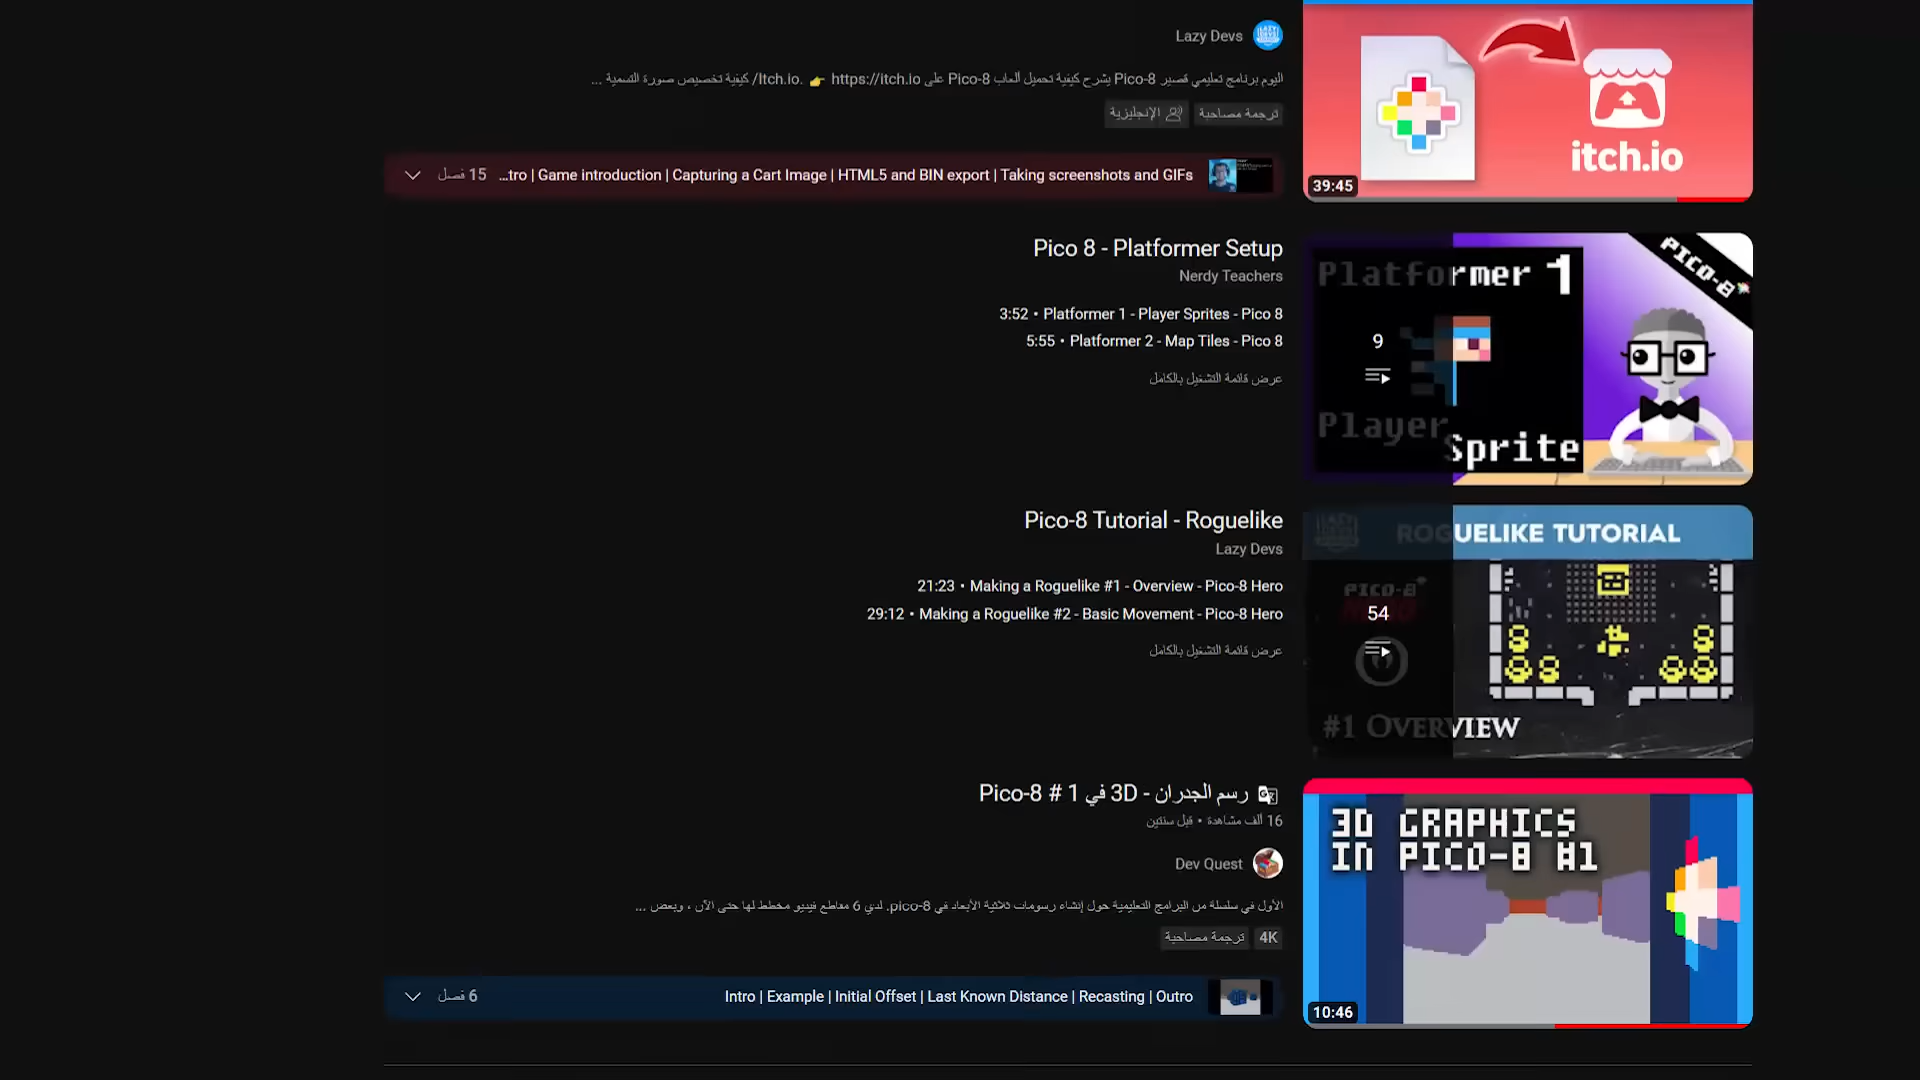 Lazy Devs
اليوم برنامج تعليمي قصير Pico-8 يشرح كيفية تحميل ألعاب Pico-8 على https://itch.io 👉 .Itch.io/ كيفية تخصيص صورة التسمية ...
ترجمة مصاحبة
الإنجليزية
...tro | Game introduction | Capturing a Cart Image | HTML5 and BIN export | Taking screenshots and GIFs
15 فصل
itch.io
39:45
Pico 8 - Platformer Setup
Nerdy Teachers
3:52 • Platformer 1 - Player Sprites - Pico 8
5:55 • Platformer 2 - Map Tiles - Pico 8
عرض قائمة التشغيل بالكامل
Platformer 1
PICO-8
9
Player
Sprite
Pico-8 Tutorial - Roguelike
Lazy Devs
21:23 • Making a Roguelike #1 - Overview - Pico-8 Hero
29:12 • Making a Roguelike #2 - Basic Movement - Pico-8 Hero
عرض قائمة التشغيل بالكامل
ROGUELIKE TUTORIAL
PICO-8
54
#1 OVERVIEW
رسم الجدران - 3D في Pico-8 # 1
16 ألف مشاهدة • قبل سنتين
Dev Quest
الأول في سلسلة من البرامج التعليمية حول إنشاء رسومات ثلاثية الأبعاد في pico-8. لدي 6 مقاطع فيديو مخطط لها حتى الآن ، وبعض ...
4K
ترجمة مصاحبة
Intro | Example | Initial Offset | Last Known Distance | Recasting | Outro
6 فصل
3D GRAPHICS
IN PICO-8 #1
10:46